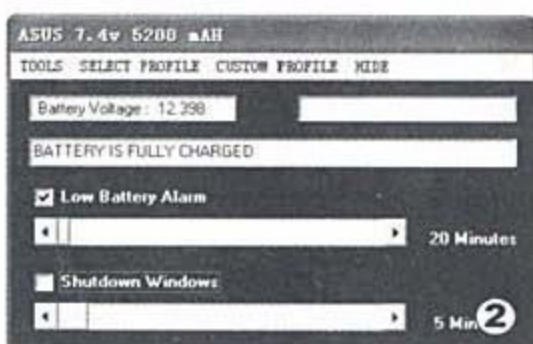 ASUS 7.4v 5200 mAH
TOOLS SELECT PROFILE CUSTOM PROFILE HIDE
Battery Voltage : 12.398
BATTERY IS FULLY CHARGED
Low Battery Alarm
20 Minutes
Shutdown Windows
5 Min
2